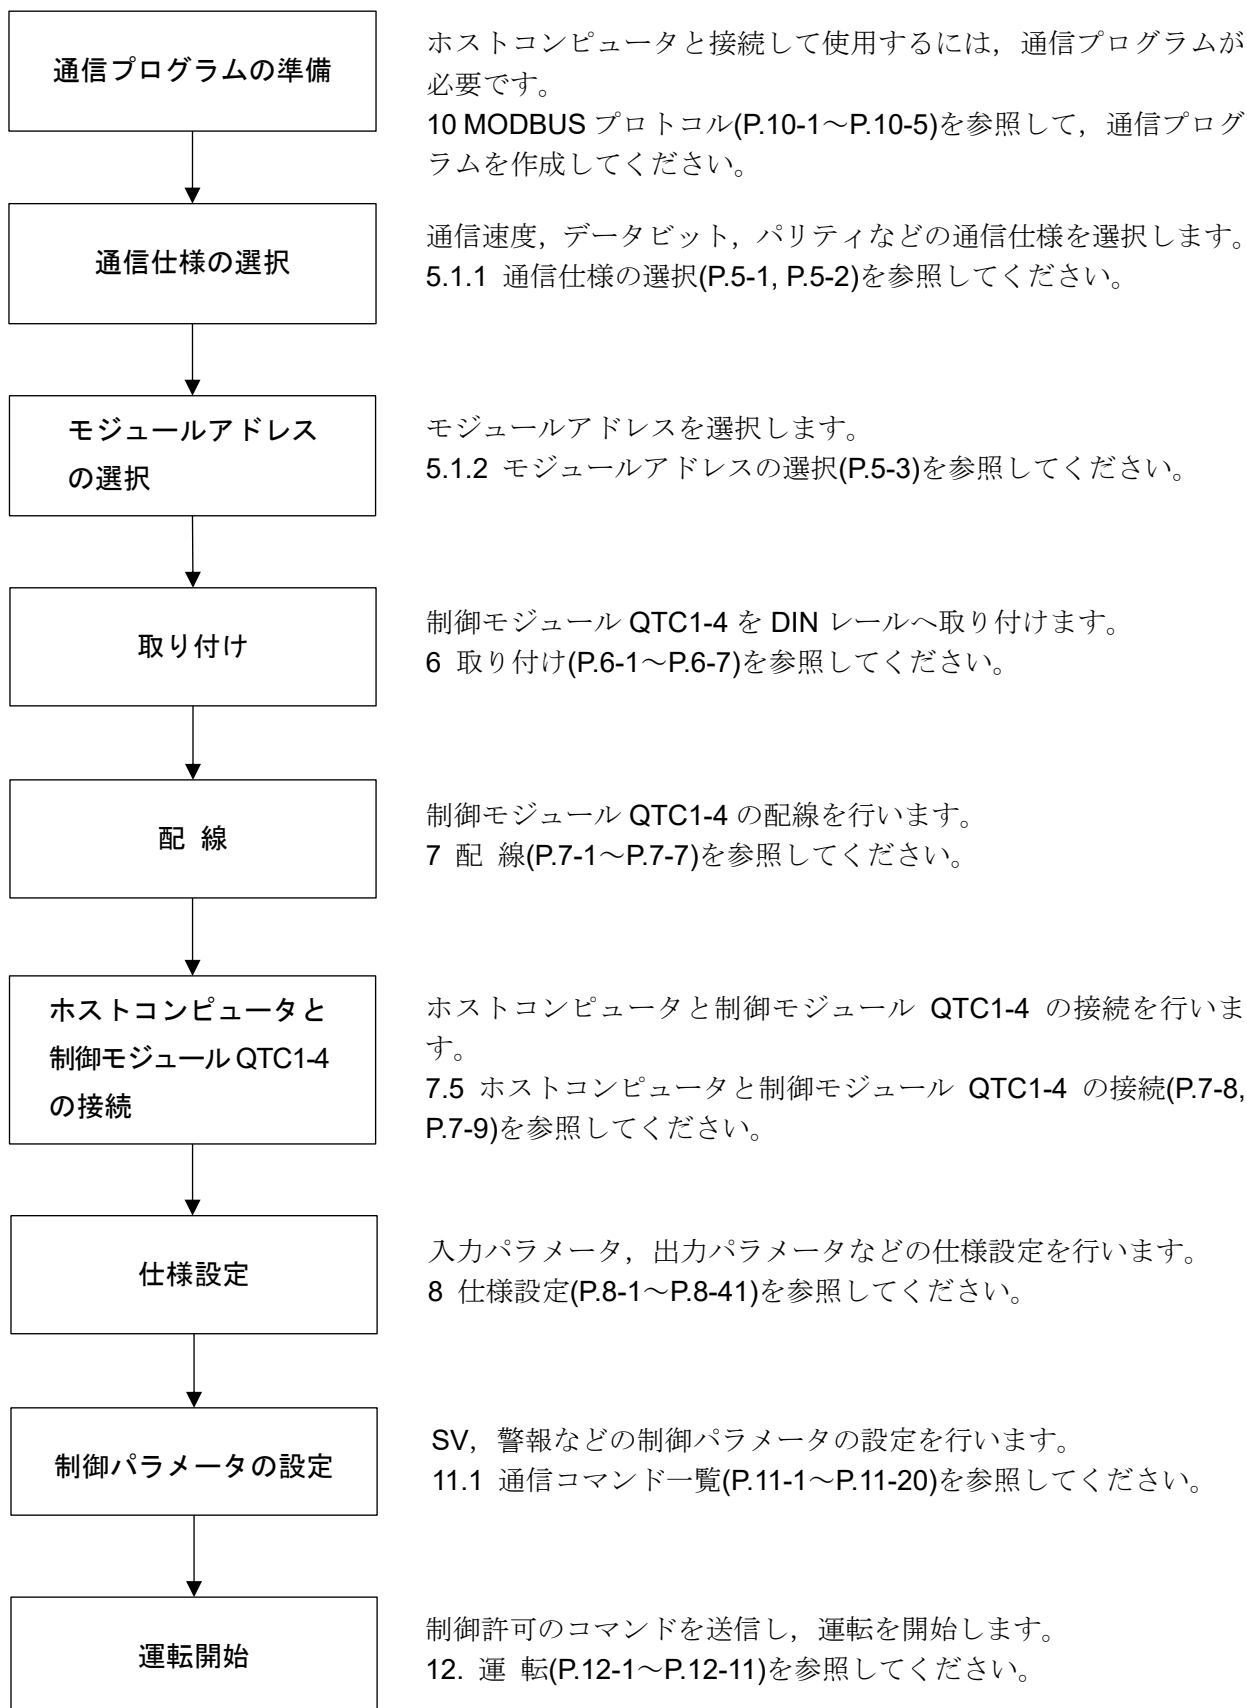 通信プログラムの準備
ホストコンピュータと接続して使用するには，通信プログラムが
必要です。
10 MODBUS プロトコル(P.10-1～P.10-5)を参照して，通信プログ
ラムを作成してください。
通信仕様の選択
通信速度，データビット，パリティなどの通信仕様を選択します。
5.1.1 通信仕様の選択(P.5-1, P.5-2)を参照してください。
モジュールアドレス
の選択
モジュールアドレスを選択します。
5.1.2 モジュールアドレスの選択(P.5-3)を参照してください。
取り付け
制御モジュール QTC1-4 を DIN レールへ取り付けます。
6 取り付け(P.6-1～P.6-7)を参照してください。
配 線
制御モジュール QTC1-4 の配線を行います。
7 配 線(P.7-1～P.7-7)を参照してください。
ホストコンピュータと
制御モジュール QTC1-4
の接続
ホストコンピュータと制御モジュール QTC1-4 の接続を行いま
す。
7.5 ホストコンピュータと制御モジュール QTC1-4 の接続(P.7-8,
P.7-9)を参照してください。
仕様設定
入力パラメータ，出力パラメータなどの仕様設定を行います。
8 仕様設定(P.8-1～P.8-41)を参照してください。
制御パラメータの設定
SV，警報などの制御パラメータの設定を行います。
11.1 通信コマンド一覧(P.11-1～P.11-20)を参照してください。
運転開始
制御許可のコマンドを送信し，運転を開始します。
12. 運 転(P.12-1～P.12-11)を参照してください。